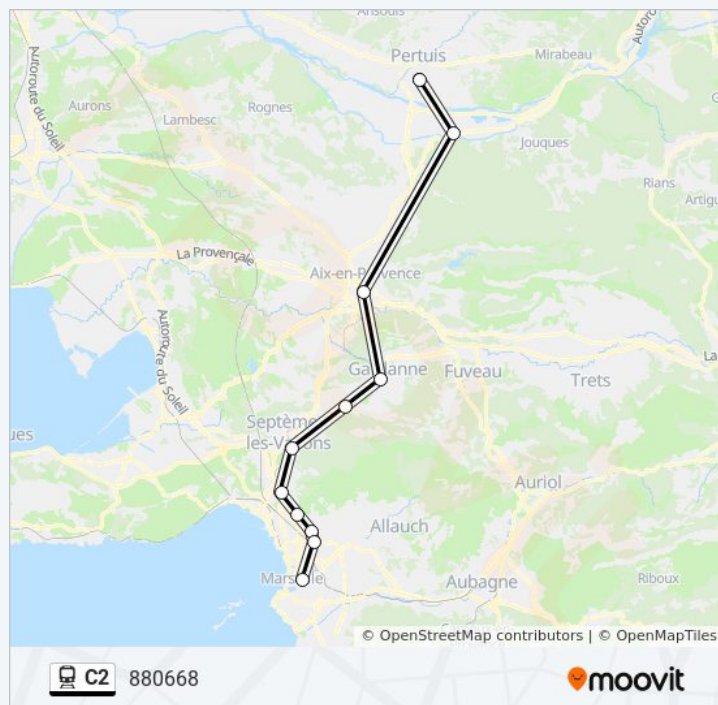 Ansouis
Autorou
Pertuis
Mirabeau
Autoroute du Soleil
Aurons
Rognes
Lambesc
Jouques
Rians
Artigu
La Provençale
Aix-en-Provence
Autoroute du Soleil
Gardanne
La
Fuveau
Trets
Septèmes-
ues
les-Vallons
Auriol
Allauch
Marseille
Aubagne
Riboux
© OpenStreetMap contributors | © OpenMapTiles
C2 880668 moovit